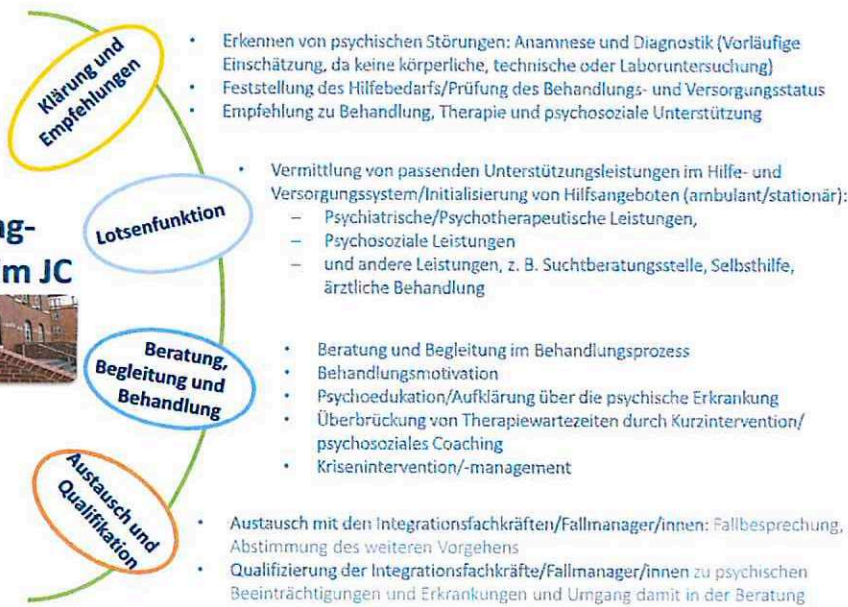 Klärung und
Empfehlungen
• Erkennen von psychischen Störungen: Anamnese und Diagnostik (Vorläufige
Einschätzung, da keine körperliche, technische oder Laboruntersuchung)
• Feststellung des Hilfebedarfs/Prüfung des Behandlungs- und Versorgungsstatus
• Empfehlung zu Behandlung, Therapie und psychosoziale Unterstützung
ng-
im JC
Lotsenfunktion
• Vermittlung von passenden Unterstützungsleistungen im Hilfe- und
Versorgungssystem/Initialisierung von Hilfsangeboten (ambulant/stationär):
– Psychiatrische/Psychotherapeutische Leistungen,
– Psychosoziale Leistungen
– und andere Leistungen, z. B. Suchtberatungsstelle, Selbsthilfe,
ärztliche Behandlung
Beratung,
Begleitung und
Behandlung
• Beratung und Begleitung im Behandlungsprozess
• Behandlungsmotivation
• Psychoedukation/Aufklärung über die psychische Erkrankung
• Überbrückung von Therapiewartezeiten durch Kurzintervention/
psychosoziales Coaching
• Krisenintervention/-management
Austausch und
Qualifikation
• Austausch mit den Integrationsfachkräften/Fallmanager/innen: Fallbesprechung,
Abstimmung des weiteren Vorgehens
• Qualifizierung der Integrationsfachkräfte/Fallmanager/innen zu psychischen
Beeinträchtigungen und Erkrankungen und Umgang damit in der Beratung